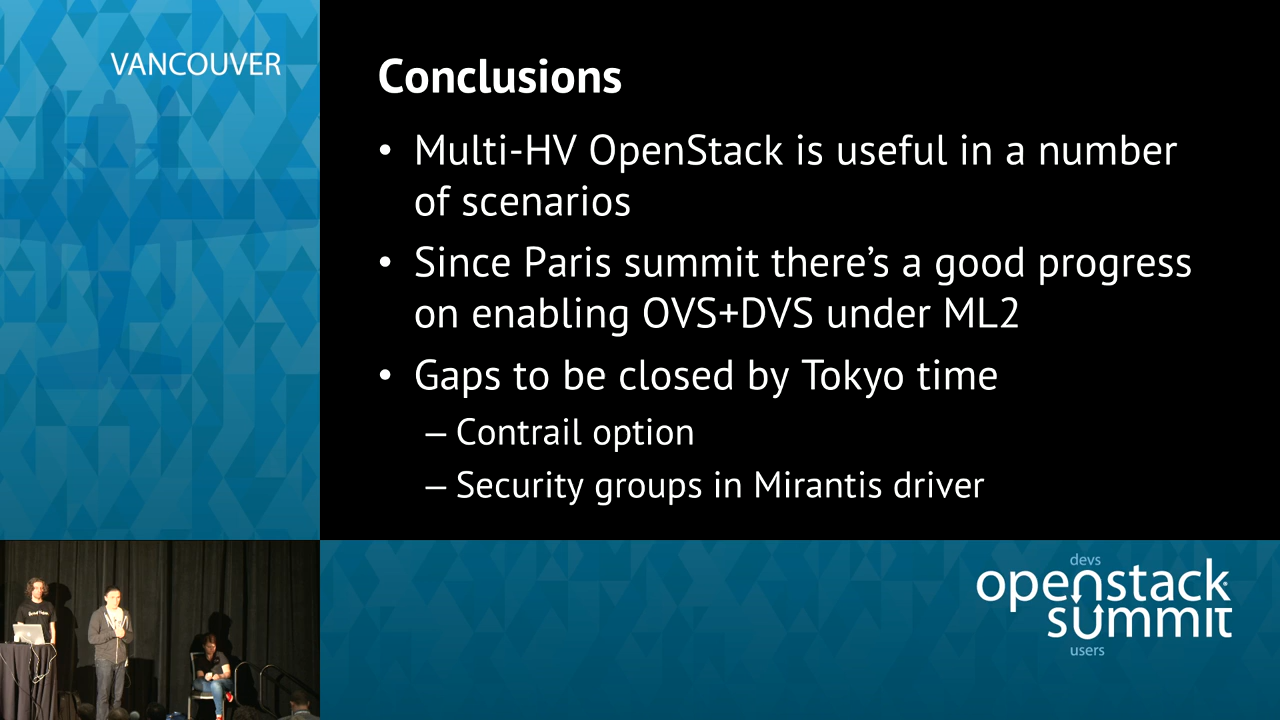 VANCOUVER
Conclusions
• Multi-HV OpenStack is useful in a number
of scenarios
• Since Paris summit there’s a good progress
on enabling OVS+DVS under ML2
• Gaps to be closed by Tokyo time
– Contrail option
– Security groups in Mirantis driver
devs
openstack
summit
users